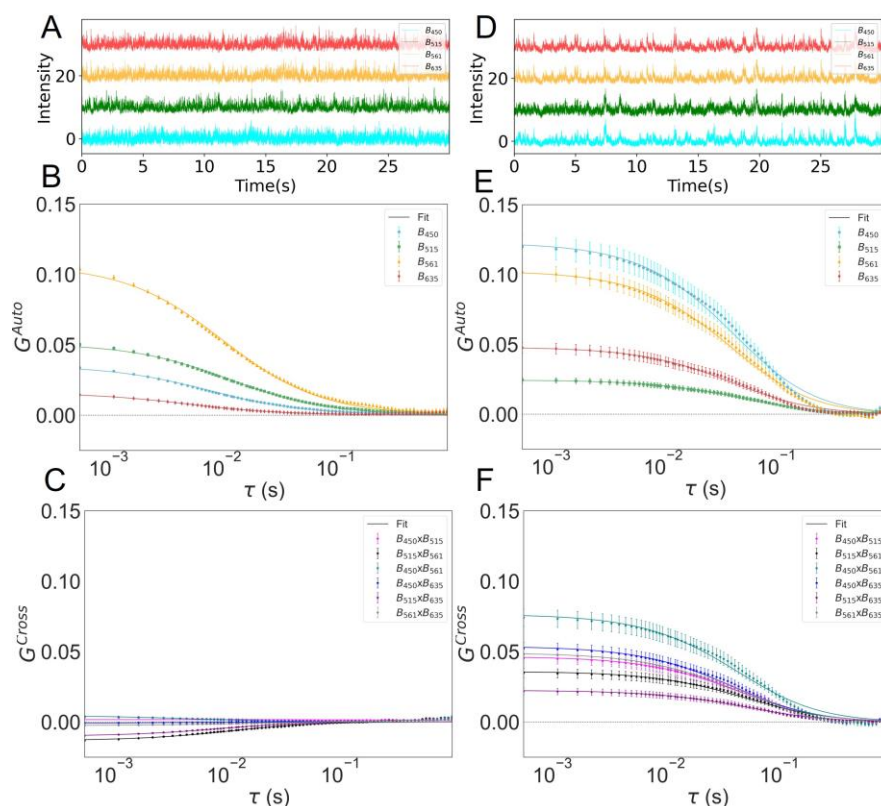 A
B₄₅₀
B₅₁₅
B₅₆₁
B₆₃₅
Intensity
20
0
0 5 10 15 20 25
Time(s)
D
B₄₅₀
B₅₁₅
B₅₆₁
B₆₃₅
Intensity
20
0
0 5 10 15 20 25
Time(s)
B
0.15
0.10
0.05
0.00
G^Auto
Fit
B₄₅₀
B₅₁₅
B₅₆₁
B₆₃₅
10⁻³ 10⁻² 10⁻¹
τ (s)
E
0.15
0.10
0.05
0.00
G^Auto
Fit
B₄₅₀
B₅₁₅
B₅₆₁
B₆₃₅
10⁻³ 10⁻² 10⁻¹
τ (s)
C
0.15
0.10
0.05
0.00
G^Cross
Fit
B₄₅₀xB₅₁₅
B₅₁₅xB₅₆₁
B₄₅₀xB₅₆₁
B₄₅₀xB₆₃₅
B₅₁₅xB₆₃₅
B₅₆₁xB₆₃₅
10⁻³ 10⁻² 10⁻¹
τ (s)
F
0.15
0.10
0.05
0.00
G^Cross
Fit
B₄₅₀xB₅₁₅
B₅₁₅xB₅₆₁
B₄₅₀xB₅₆₁
B₄₅₀xB₆₃₅
B₅₁₅xB₆₃₅
B₅₆₁xB₆₃₅
10⁻³ 10⁻² 10⁻¹
τ (s)